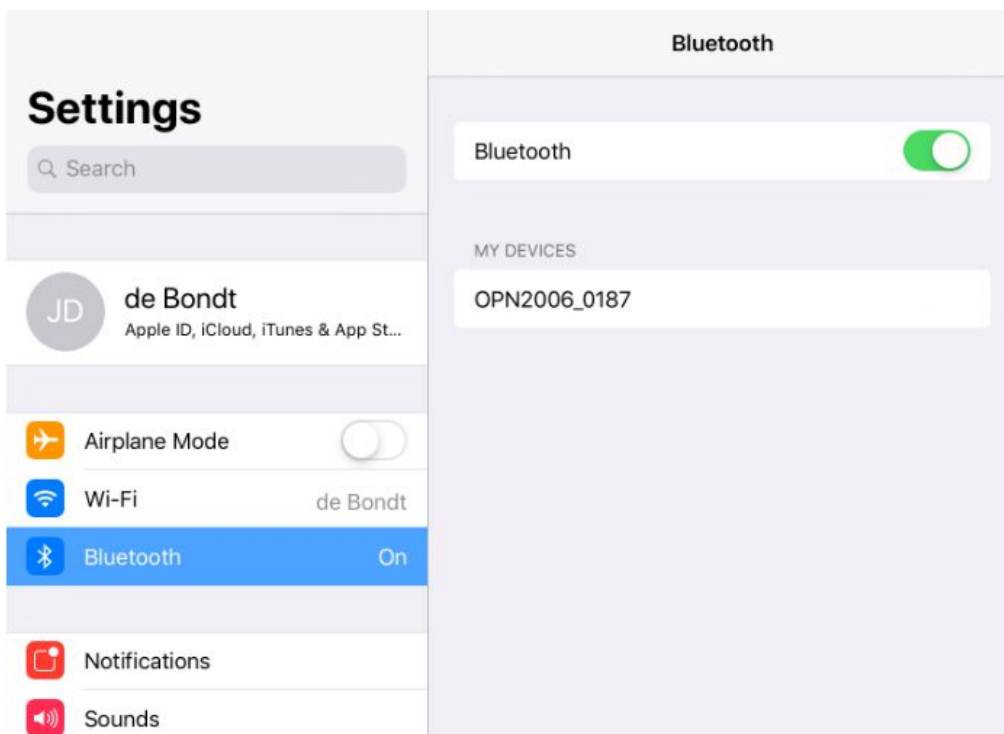 Settings
Search
JD
de Bondt
Apple ID, iCloud, iTunes & App St...
Airplane Mode
Wi-Fi de Bondt
Bluetooth On
Notifications
Sounds
Bluetooth
Bluetooth
MY DEVICES
OPN2006_0187